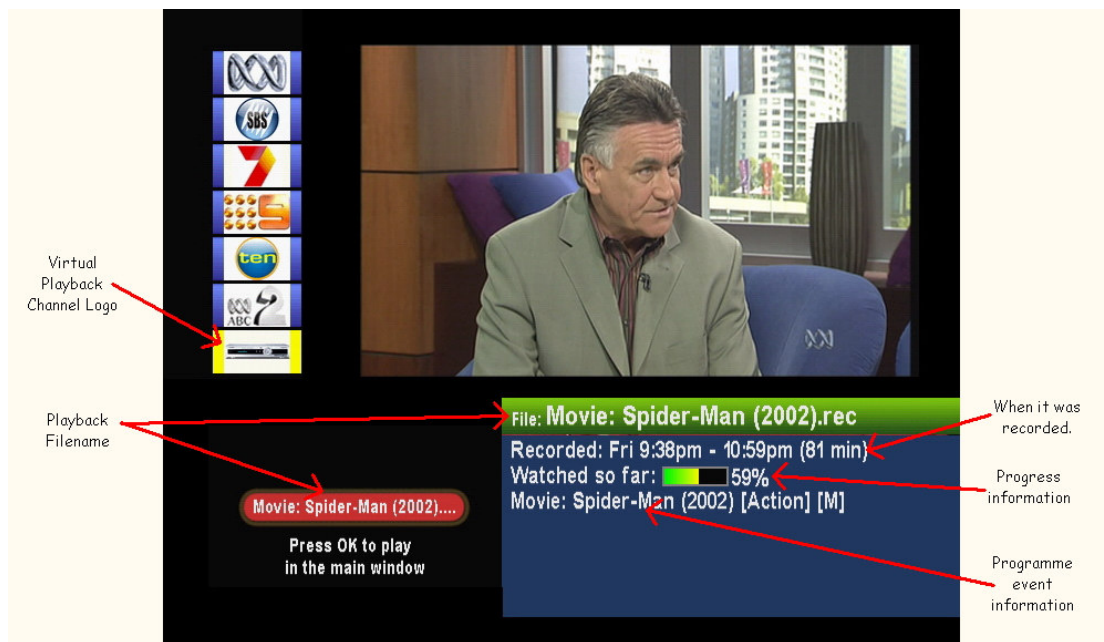 SBS
7
9
ten
ABC 2
Virtual
Playback
Channel Logo
Playback
Filename
File: Movie: Spider-Man (2002).rec
Recorded: Fri 9:38pm - 10:59pm (81 min)
Watched so far: 59%
Movie: Spider-Man (2002) [Action] [M]
Movie: Spider-Man (2002)....
Press OK to play
in the main window
When it was
recorded.
Progress
information
Programme
event
information